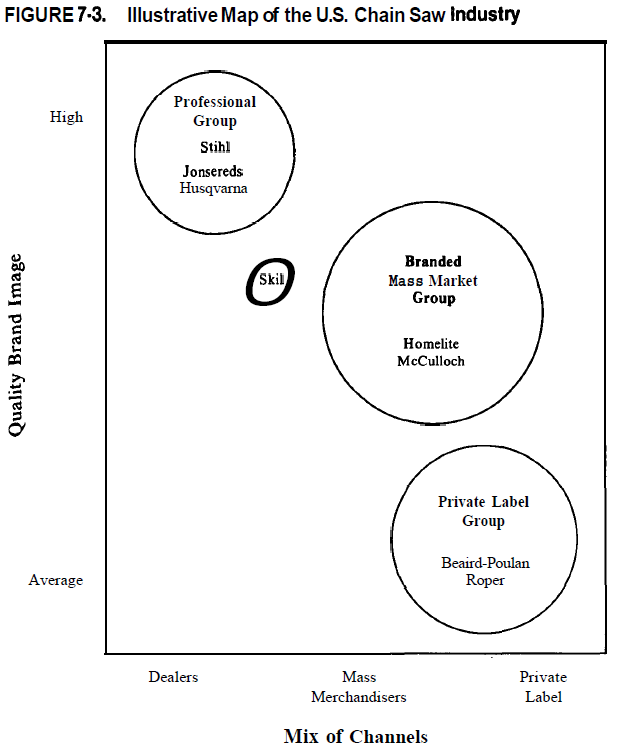 FIGURE 7-3. Illustrative Map of the U.S. Chain Saw Industry
High
Professional
Group
Stihl
Jonsereds
Husqvarna
Skil
Branded
Mass Market
Group
Homelite
McCulloch
Quality Brand Image
Private Label
Group
Beaird-Poulan
Roper
Average
Dealers
Mass
Merchandisers
Private
Label
Mix of Channels